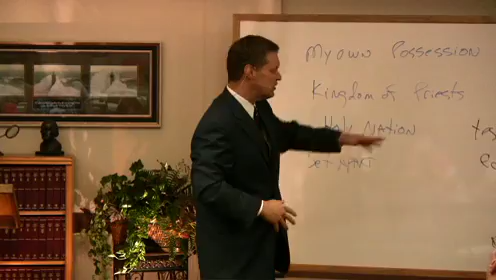 My own Possession
Kingdom of Priests
Holy Nation
Set Apart